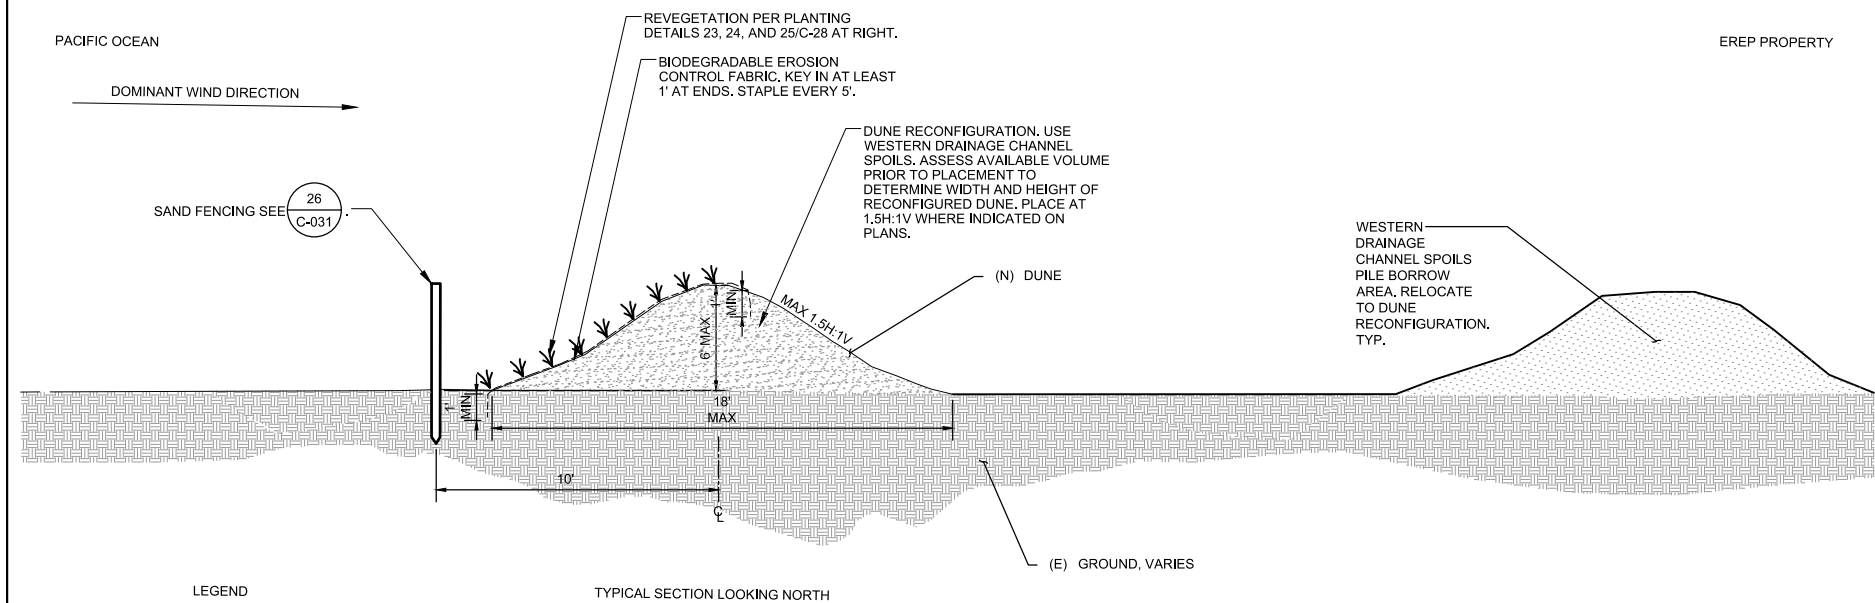 REVEGETATION PER PLANTING
DETAILS 23, 24, AND 25/C-28 AT RIGHT.
PACIFIC OCEAN
EREP PROPERTY
BIODEGRADABLE EROSION
CONTROL FABRIC. KEY IN AT LEAST
1' AT ENDS. STAPLE EVERY 5'.
DOMINANT WIND DIRECTION
DUNE RECONFIGURATION. USE
WESTERN DRAINAGE CHANNEL
SPOILS. ASSESS AVAILABLE VOLUME
PRIOR TO PLACEMENT TO
DETERMINE WIDTH AND HEIGHT OF
RECONFIGURED DUNE. PLACE AT
1.5H:1V WHERE INDICATED ON
PLANS.
SAND FENCING SEE
26
C-031
.
WESTERN
DRAINAGE
CHANNEL SPOILS
PILE BORROW
AREA. RELOCATE
TO DUNE
RECONFIGURATION.
TYP.
(N) DUNE
1'
MIN
MAX 1.5H:1V
6' MAX
1'
MIN
18'
MAX
10'
CL
(E) GROUND, VARIES
LEGEND
TYPICAL SECTION LOOKING NORTH